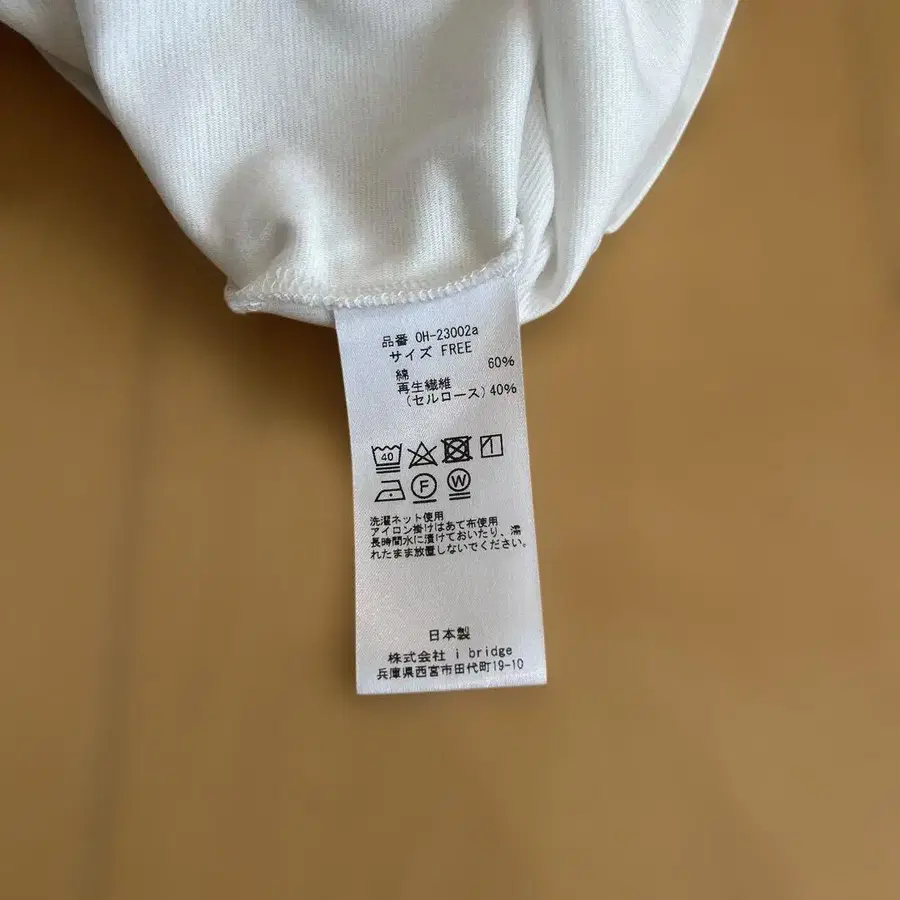 品番 OH-23002a
サイズ FREE
綿 60%
再生繊維
(セルロース) 40%
40
F W
洗濯ネット使用
アイロン掛けはあて布使用
長時間水に漬けておいたり、濡
れたまま放置しないでください。
日本製
株式会社 i bridge
兵庫県西宮市田代町19-10